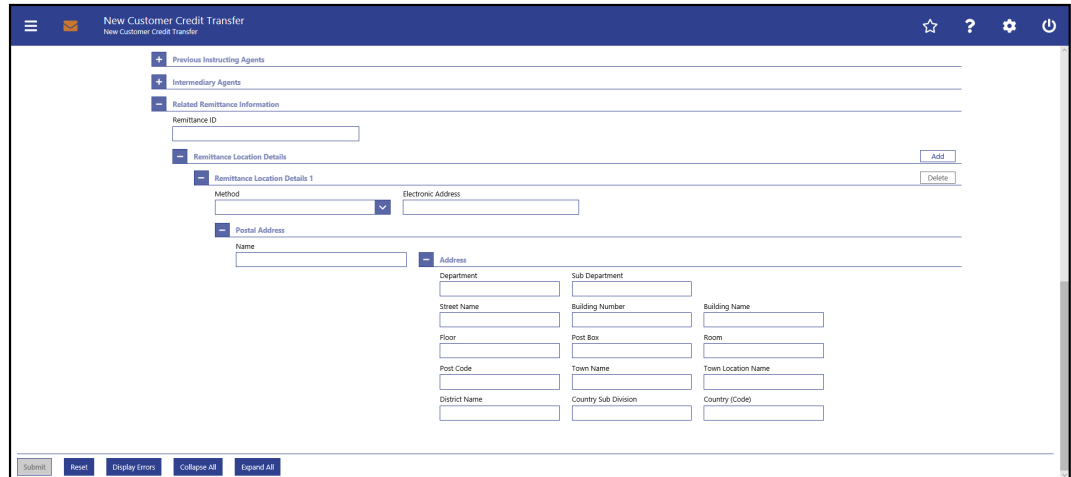 New Customer Credit Transfer
New Customer Credit Transfer
Previous Instructing Agents
Intermediary Agents
Related Remittance Information
Remittance ID
Remittance Location Details Add
Remittance Location Details 1 Delete
Method Electronic Address
Postal Address
Name
Address
Department Sub Department
Street Name Building Number Building Name
Floor Post Box Room
Post Code Town Name Town Location Name
District Name Country Sub Division Country (Code)
Submit Reset Display Errors Collapse All Expand All